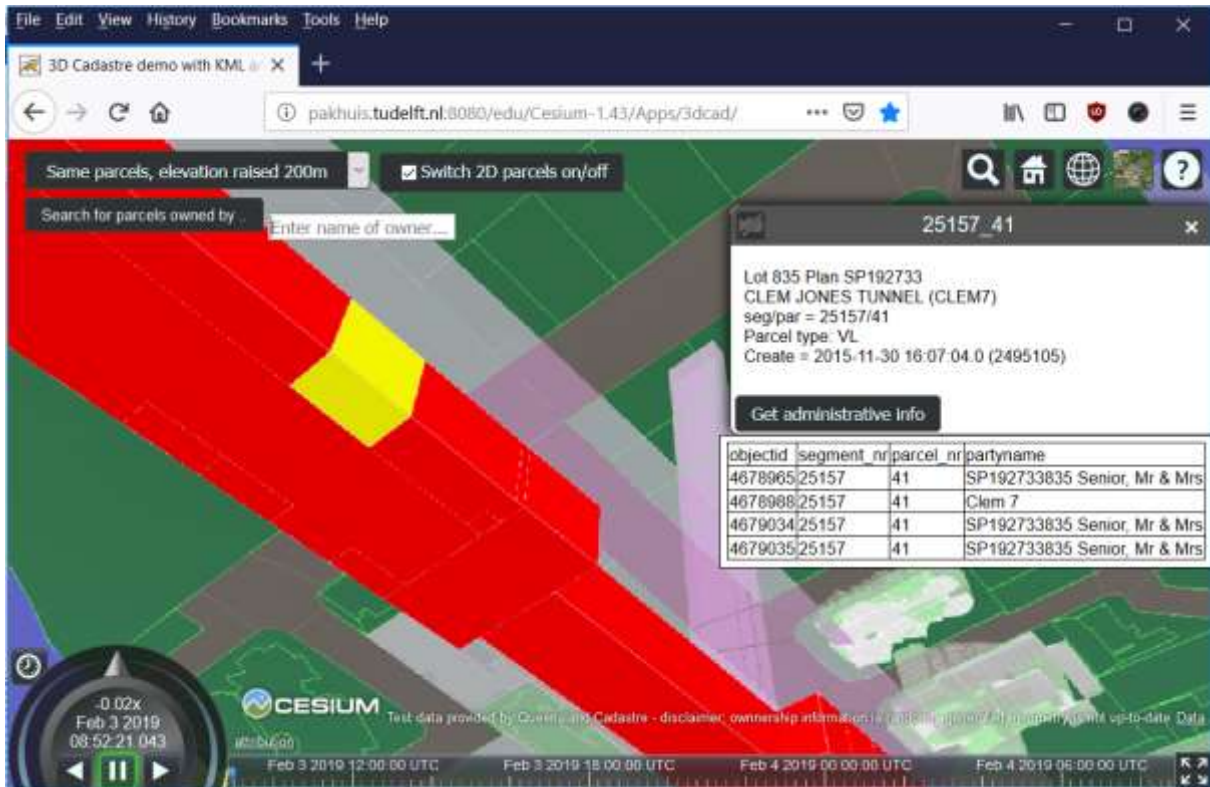 File Edit View History Bookmarks Tools Help
3D Cadastre demo with KML
pakhuis.tudelft.nl:8080/edu/Cesium-1.43/Apps/3dcad/
Same parcels, elevation raised 200m
Switch 2D parcels on/off
Search for parcels owned by ..
Enter name of owner....
25157_41
Lot 835 Plan SP192733
CLEM JONES TUNNEL (CLEM7)
seg/par = 25157/41
Parcel type: VL
Create = 2015-11-30 16:07:04.0 (2495105)
Get administrative info
objectid segment_nr parcel_nr partyname
4678965 25157 41 SP192733835 Senior, Mr & Mrs
4678988 25157 41 Clem 7
4679034 25157 41 SP192733835 Senior, Mr & Mrs
4679035 25157 41 SP192733835 Senior, Mr & Mrs
-0.02x
Feb 3 2019
08:52:21.043
CESIUM
Test data provided by Cadastre - disclaimer: ownership information is not up-to-date Data
attribution
Feb 3 2019 12:00:00 UTC Feb 3 2019 18:00:00 UTC Feb 4 2019 00:00:00 UTC Feb 4 2019 06:00:00 UTC